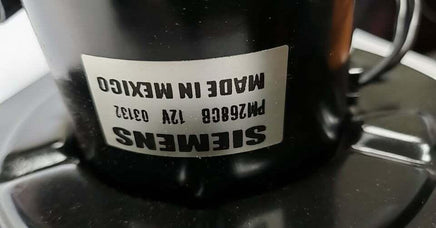 SIEMENS
PM268CB 12V 03132
MADE IN MEXICO